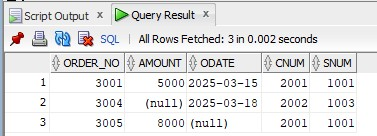 Script Output × Query Result ×
SQL | All Rows Fetched: 3 in 0.002 seconds
ORDER_NO AMOUNT ODATE CNUM SNUM
1 3001 5000 2025-03-15 2001 1001
2 3004 (null) 2025-03-18 2002 1003
3 3005 8000 (null) 2001 1001